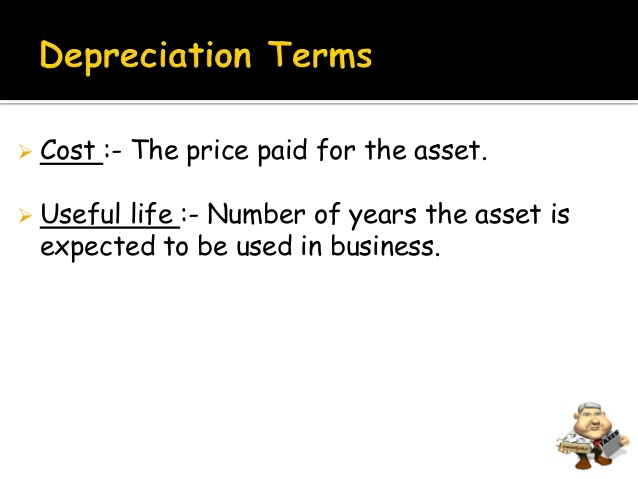 Depreciation Terms
Cost :- The price paid for the asset.
Useful life :- Number of years the asset is
expected to be used in business.
TAXES